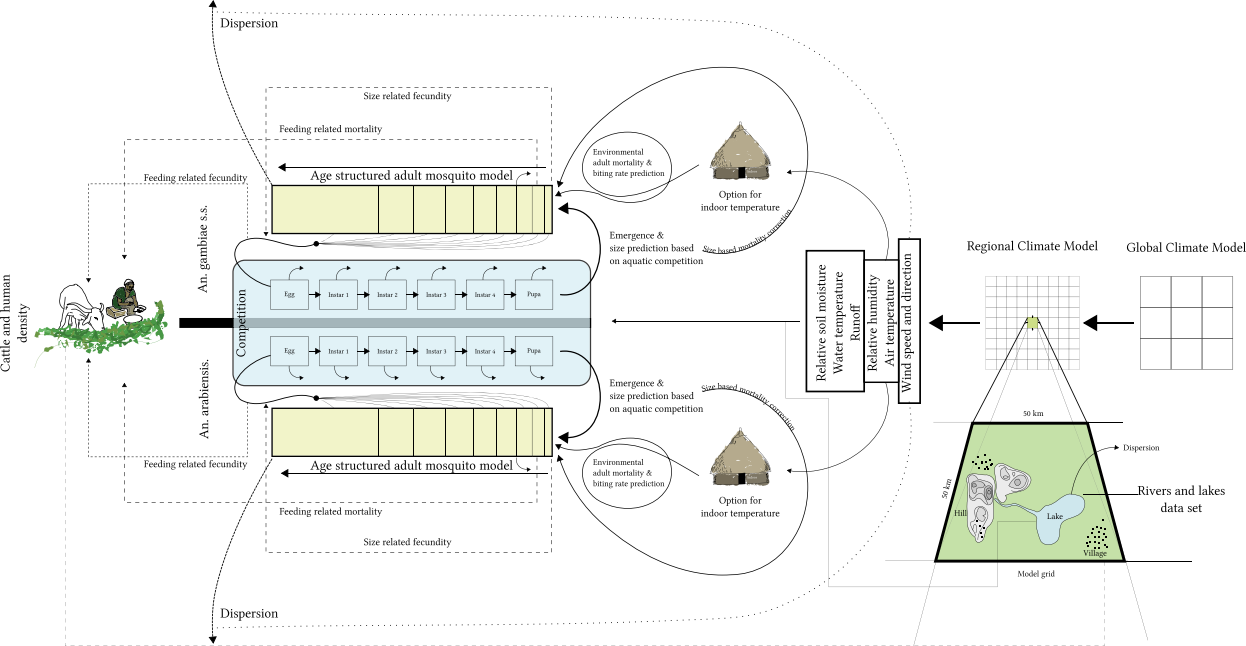 Dispersion
Size related fecundity
Feeding related mortality
Feeding related fecundity
Age structured adult mosquito model
Environmental
adult mortality &
biting rate prediction
Option for
indoor temperature
Size based mortality correction
Emergence &
size prediction based
on aquatic competition
An. gambiae s.s.
Cattle and human
density
Competition
Egg
Instar 1
Instar 2
Instar 3
Instar 4
Pupa
Egg
Instar 1
Instar 2
Instar 3
Instar 4
Pupa
An. arabiensis.
Emergence &
size prediction based
on aquatic competition
Size based mortality correction
Age structured adult mosquito model
Feeding related fecundity
Environmental
adult mortality &
biting rate prediction
Option for
indoor temperature
Feeding related mortality
Size related fecundity
Dispersion
Relative soil moisture
Water temperature
Runoff
Relative humidity
Air temperature
Wind speed and direction
Regional Climate Model
Global Climate Model
50 km
50 km
Dispersion
Rivers and lakes
data set
Hill
Lake
Village
Model grid